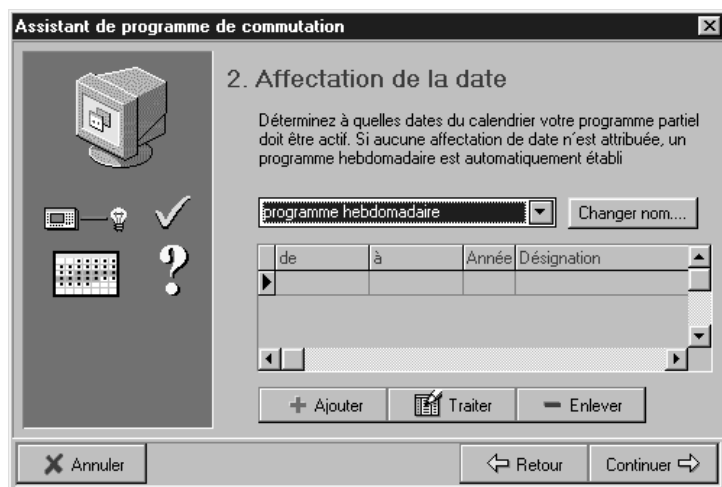 Assistant de programme de commutation
2. Affectation de la date
Déterminez à quelles dates du calendrier votre programme partiel
doit être actif. Si aucune affectation de date n´est attribuée, un
programme hebdomadaire est automatiquement établi
programme hebdomadaire
Changer nom....
de à Année Désignation
Ajouter Traiter Enlever
Annuler Retour Continuer